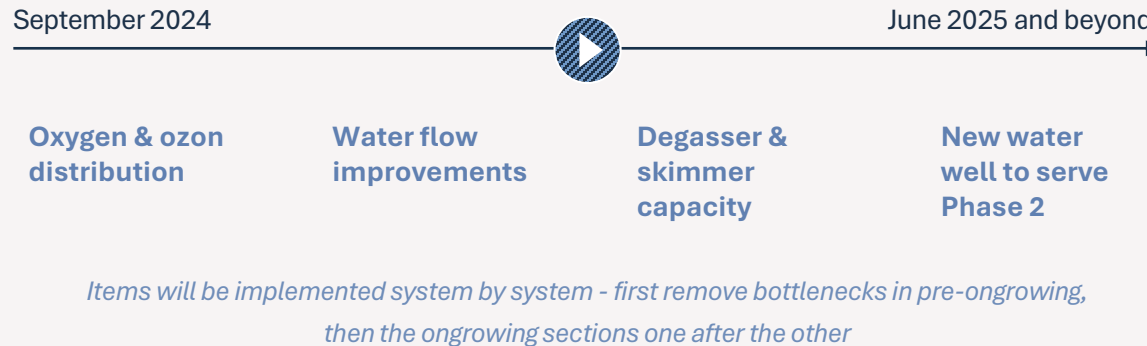 September 2024
June 2025 and beyond
Oxygen & ozon
distribution
Water flow
improvements
Degasser &
skimmer
capacity
New water
well to serve
Phase 2
Items will be implemented system by system - first remove bottlenecks in pre-ongrowing,
then the ongrowing sections one after the other